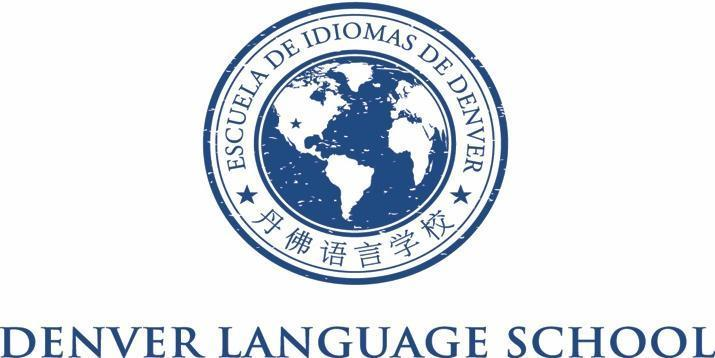 ESCUELA DE IDIOMAS DE DENVER
丹佛语言学校
DENVER LANGUAGE SCHOOL